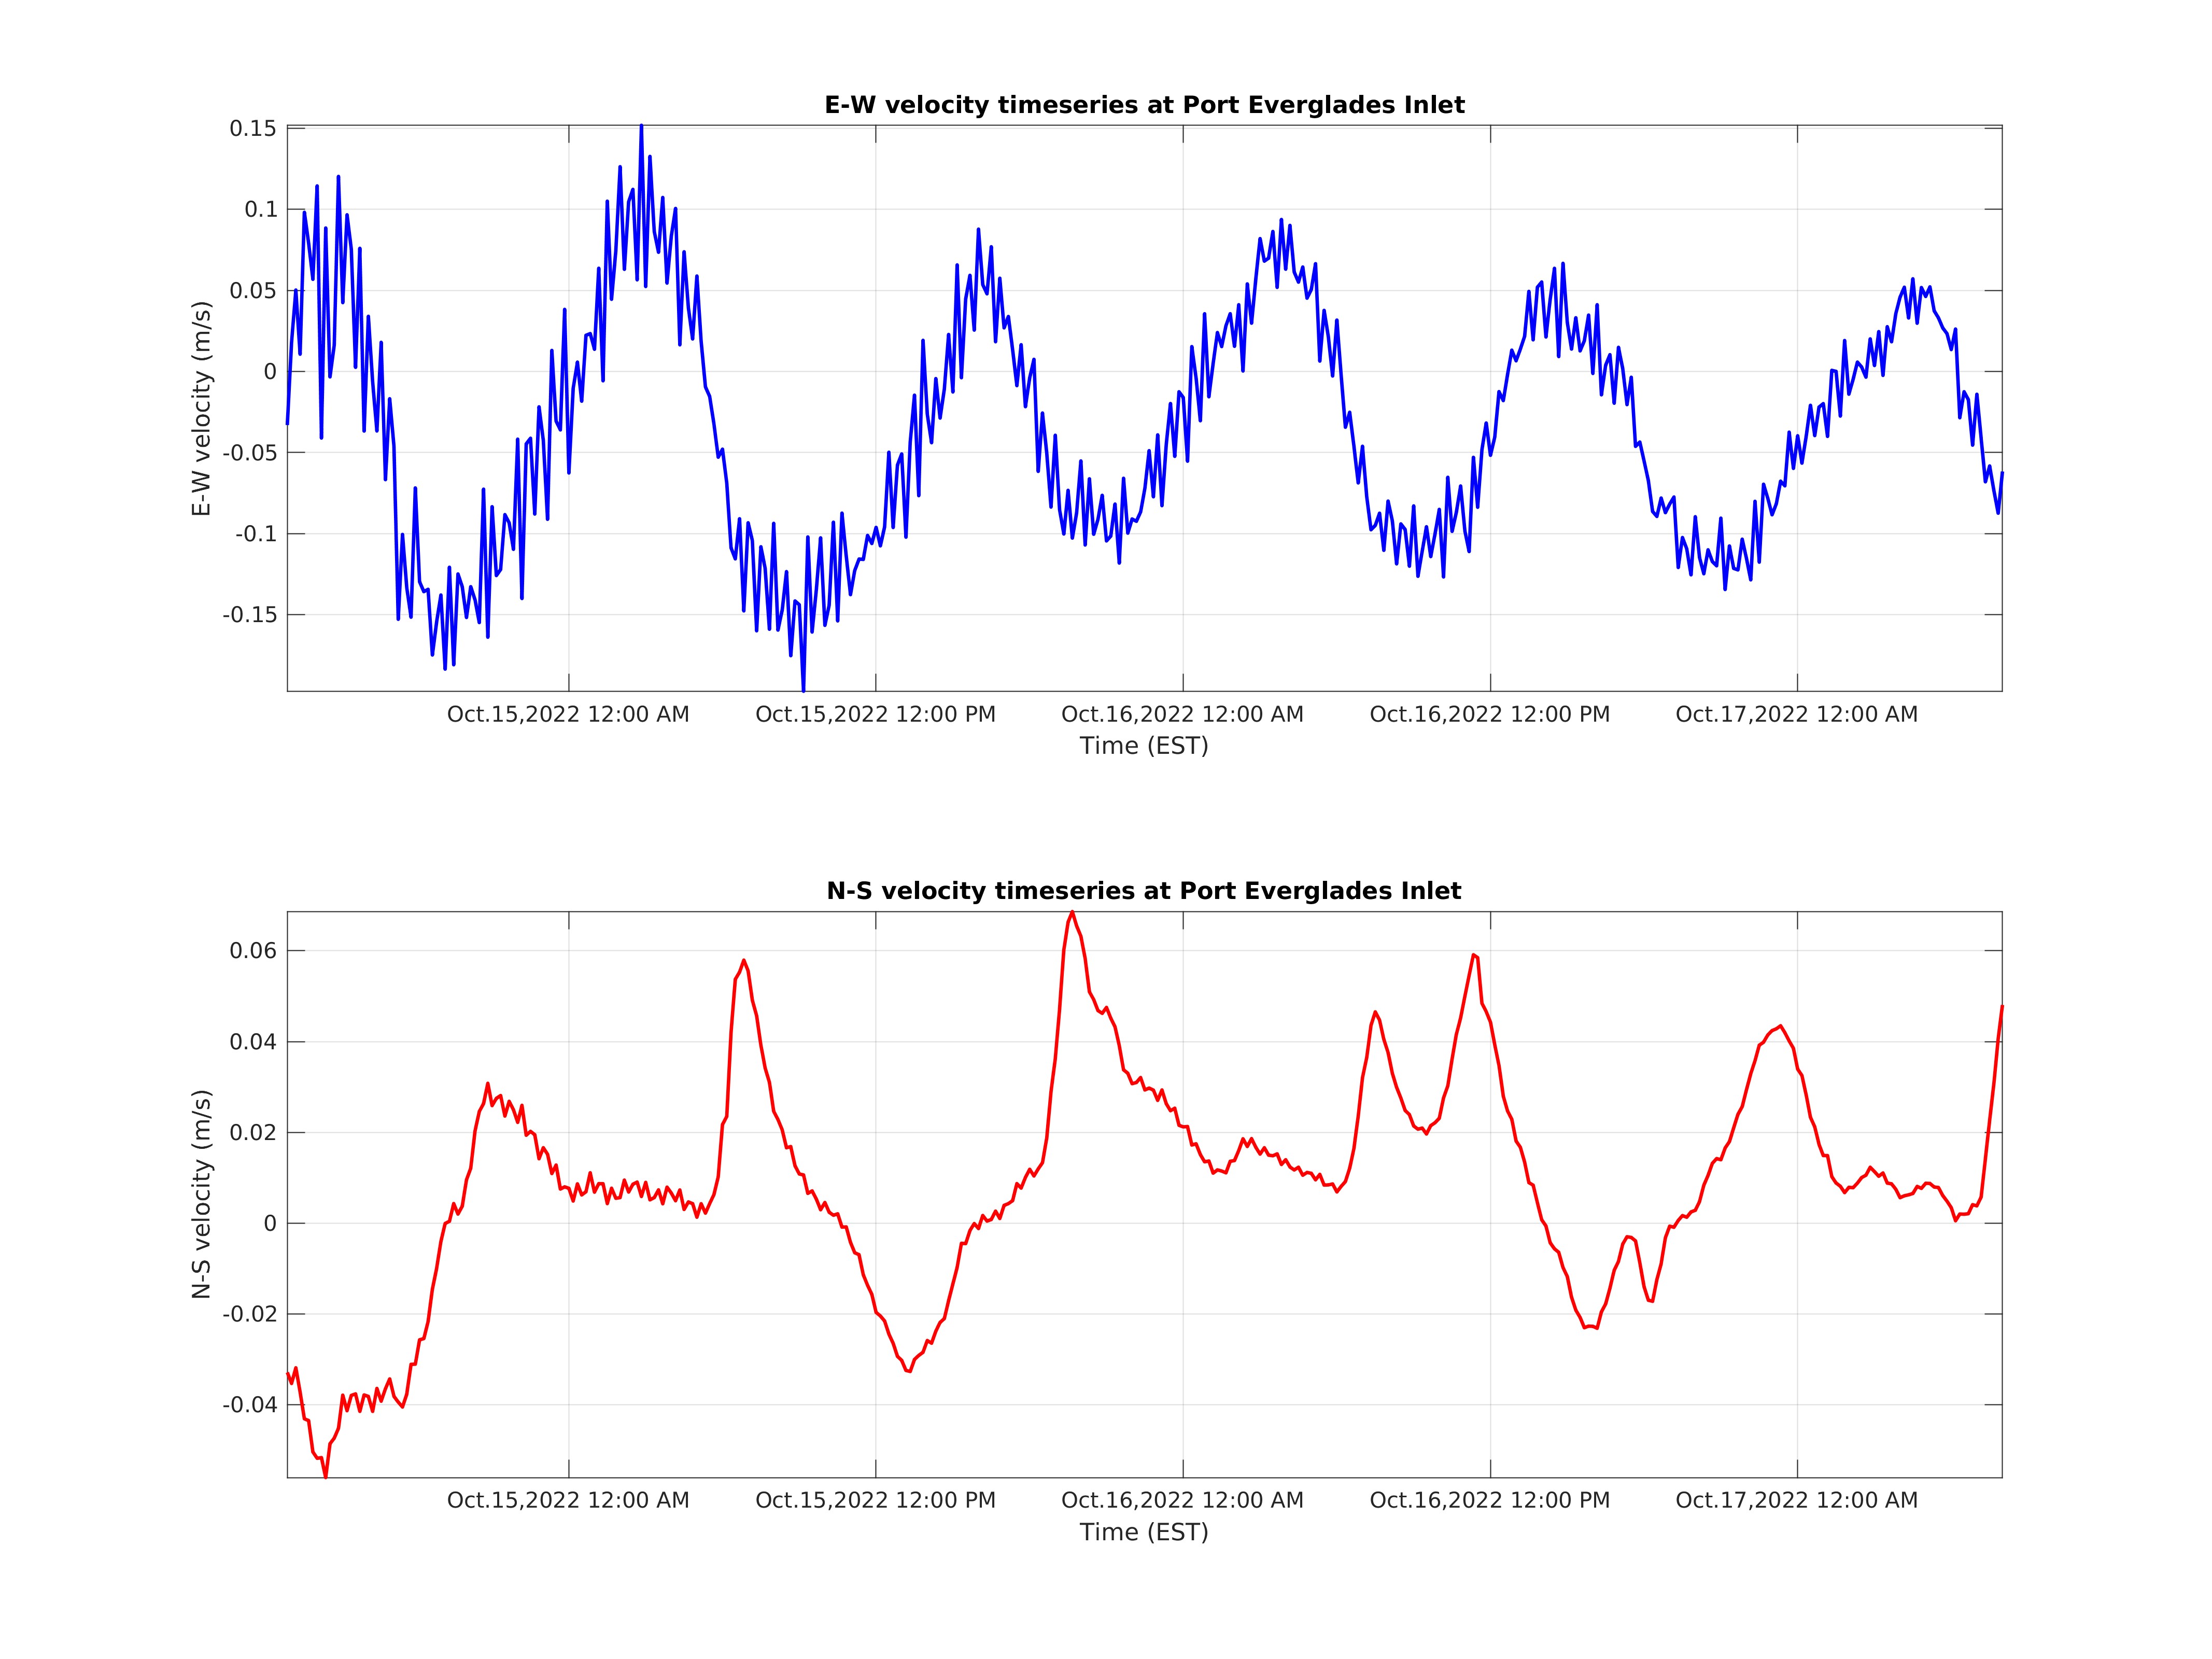 E-W velocity timeseries at Port Everglades Inlet
0.15
0.1
0.05
0
-0.05
-0.1
-0.15
E-W velocity (m/s)
Oct.15,2022 12:00 AM Oct.15,2022 12:00 PM Oct.16,2022 12:00 AM Oct.16,2022 12:00 PM Oct.17,2022 12:00 AM
Time (EST)
N-S velocity timeseries at Port Everglades Inlet
0.06
0.04
0.02
0
-0.02
-0.04
N-S velocity (m/s)
Oct.15,2022 12:00 AM Oct.15,2022 12:00 PM Oct.16,2022 12:00 AM Oct.16,2022 12:00 PM Oct.17,2022 12:00 AM
Time (EST)